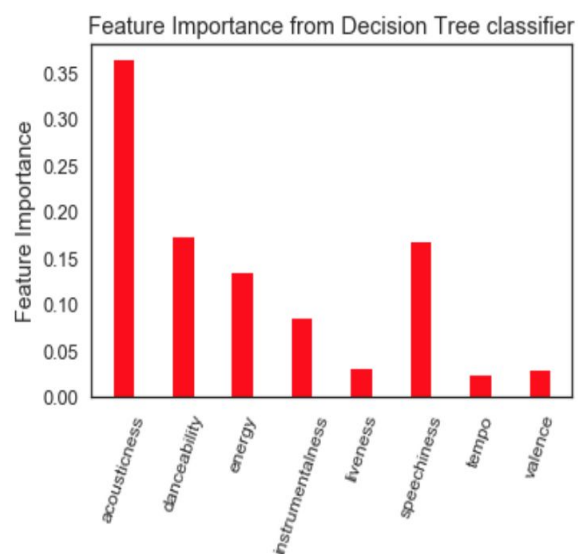 Feature Importance from Decision Tree classifier
Feature Importance
0.35
0.30
0.25
0.20
0.15
0.10
0.05
0.00
acousticness
danceability
energy
instrumentalness
liveness
speechiness
tempo
valence